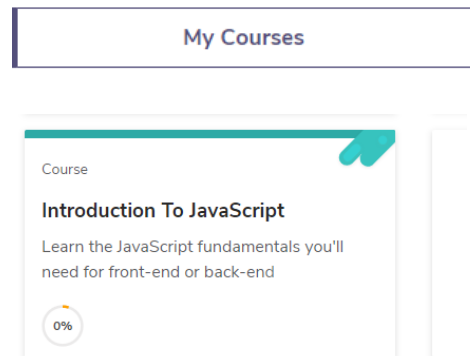 My Courses
Course
Introduction To JavaScript
Learn the JavaScript fundamentals you'll
need for front-end or back-end
0%